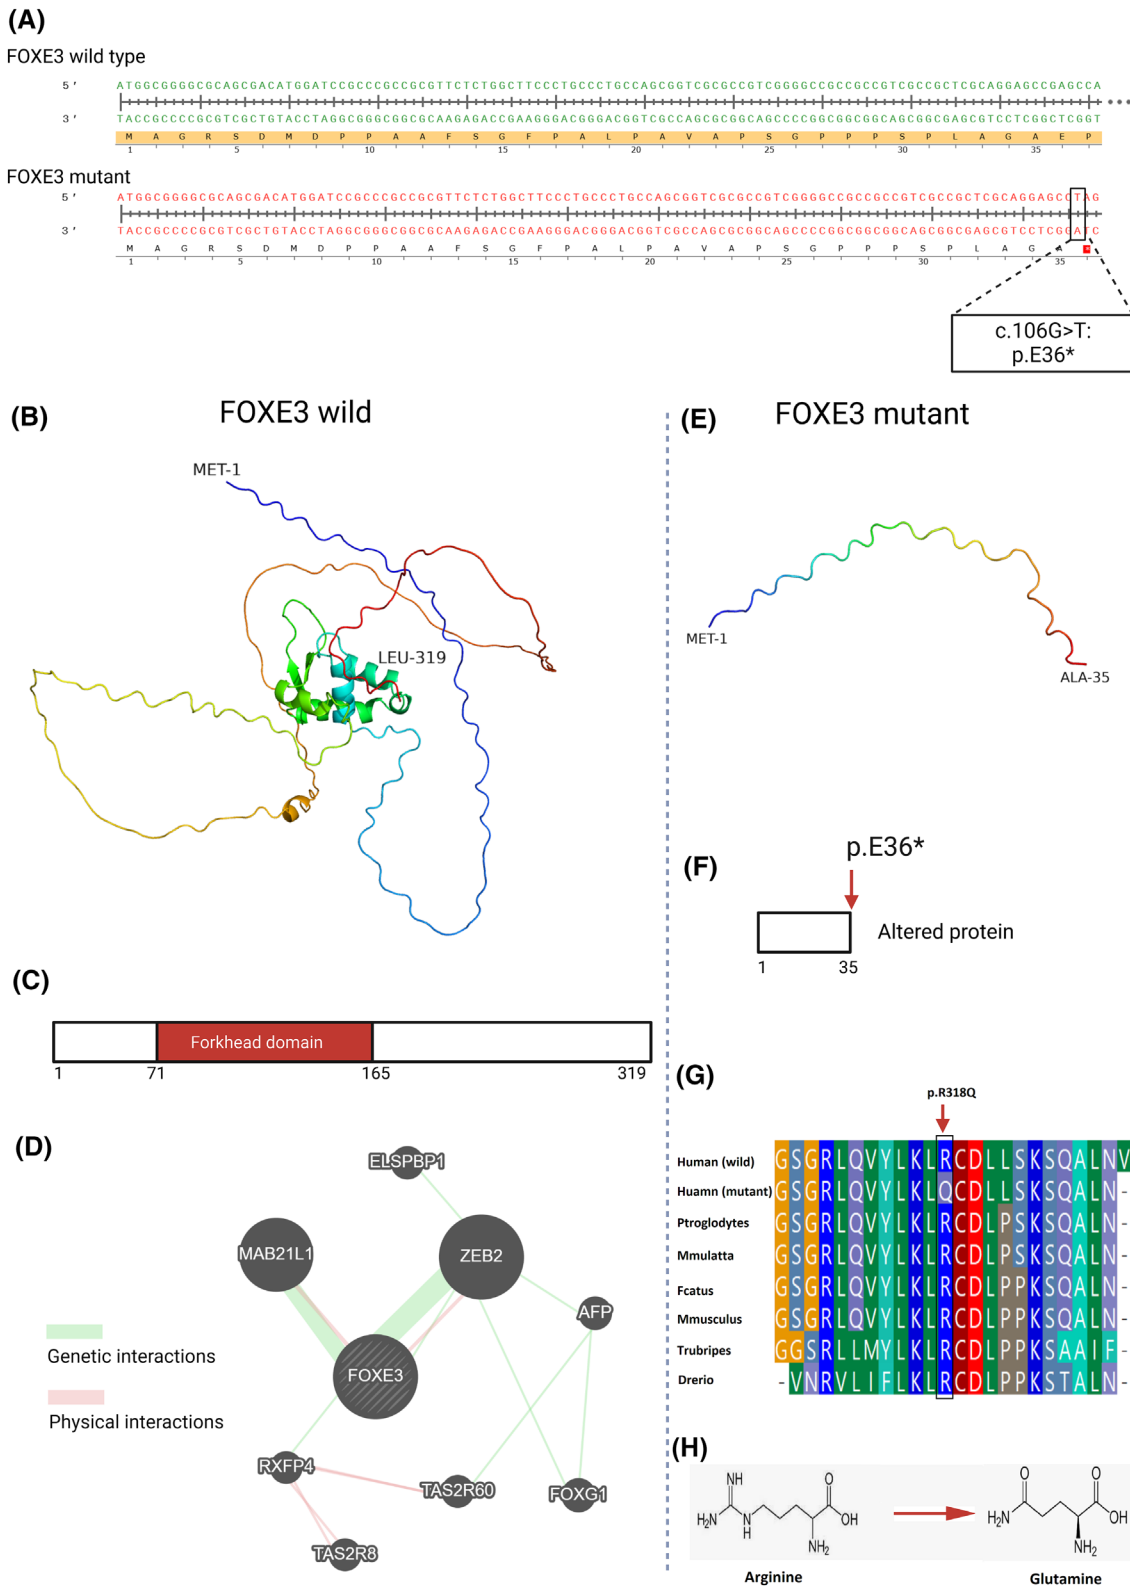 (A)
FOXE3 wild type
5 ' ATGGCGGGGCGCAGCGACATGGATCCGCCCGCCGCGTTCTCTGGCTTCCCTGCCCTGCCAGCGGTCGCGCCGTCGGGGCCGCCGCCGTCGCCGCTCGCAGGAGCCGAGCCA
3 ' TACCGCCCCGCGTCGCTGTACCTAGGCGGGCGGCGCAAGAGACCGAAGGGACGGGACGGTCGCCAGCGCGGCAGCCCCGGCGGCGGCAGCGGCGAGCGTCCTCGGCTCGGT
M A G R S D M D P P A A F S G F P A L P A V A P S G P P P S P L A G A E P
1 5 10 15 20 25 30 35
FOXE3 mutant
5 ' ATGGCGGGGCGCAGCGACATGGATCCGCCCGCCGCGTTCTCTGGCTTCCCTGCCCTGCCAGCGGTCGCGCCGTCGGGGCCGCCGCCGTCGCCGCTCGCAGGAGCCTAG
3 ' TACCGCCCCGCGTCGCTGTACCTAGGCGGGCGGCGCAAGAGACCGAAGGGACGGGACGGTCGCCAGCGCGGCAGCCCCGGCGGCGGCAGCGGCGAGCGTCCTCGGATC
M A G R S D M D P P A A F S G F P A L P A V A P S G P P P S P L A G A *
1 5 10 15 20 25 30 35
c.106G>T:
p.E36*
(B) FOXE3 wild
MET-1
LEU-319
(C)
Forkhead domain
1 71 165 319
(D)
ELSPBP1
MAB21L1
ZEB2
AFP
FOXE3
Genetic interactions
Physical interactions
RXFP4
TAS2R60
FOXG1
TAS2R8
(E) FOXE3 mutant
MET-1
ALA-35
(F)
p.E36*
Altered protein
1 35
(G)
p.R318Q
Human (wild) GSGRLQVYLKLRCDLLSKSQALNV
Huamn (mutant) GSGRLQVYLKLQCDLLSKSQALN-
Ptroglodytes GSGRLQVYLKLRCDLPSKSQALN-
Mmulatta GSGRLQVYLKLRCDLPSKSQALN-
Fcatus GSGRLQVYLKLRCDLPPKSQALN-
Mmusculus GSGRLQVYLKLRCDLPPKSQALN-
Trubripes GGSRLLMYLKLRCDLPPKSAAIF-
Drerio -VNRVLIFLKLRCDLPPKSTALN-
(H)
NH
H₂N
N
H
O
OH
NH₂
Arginine
O
O
H₂N
OH
NH₂
Glutamine